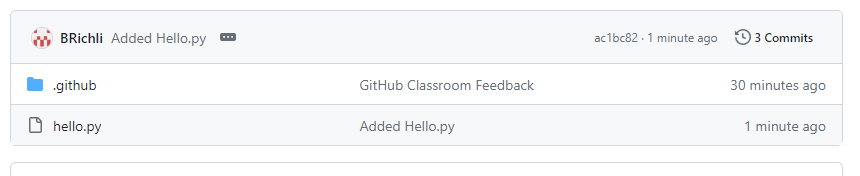 BRichli Added Hello.py ac1bc82 · 1 minute ago 3 Commits
.github GitHub Classroom Feedback 30 minutes ago
hello.py Added Hello.py 1 minute ago